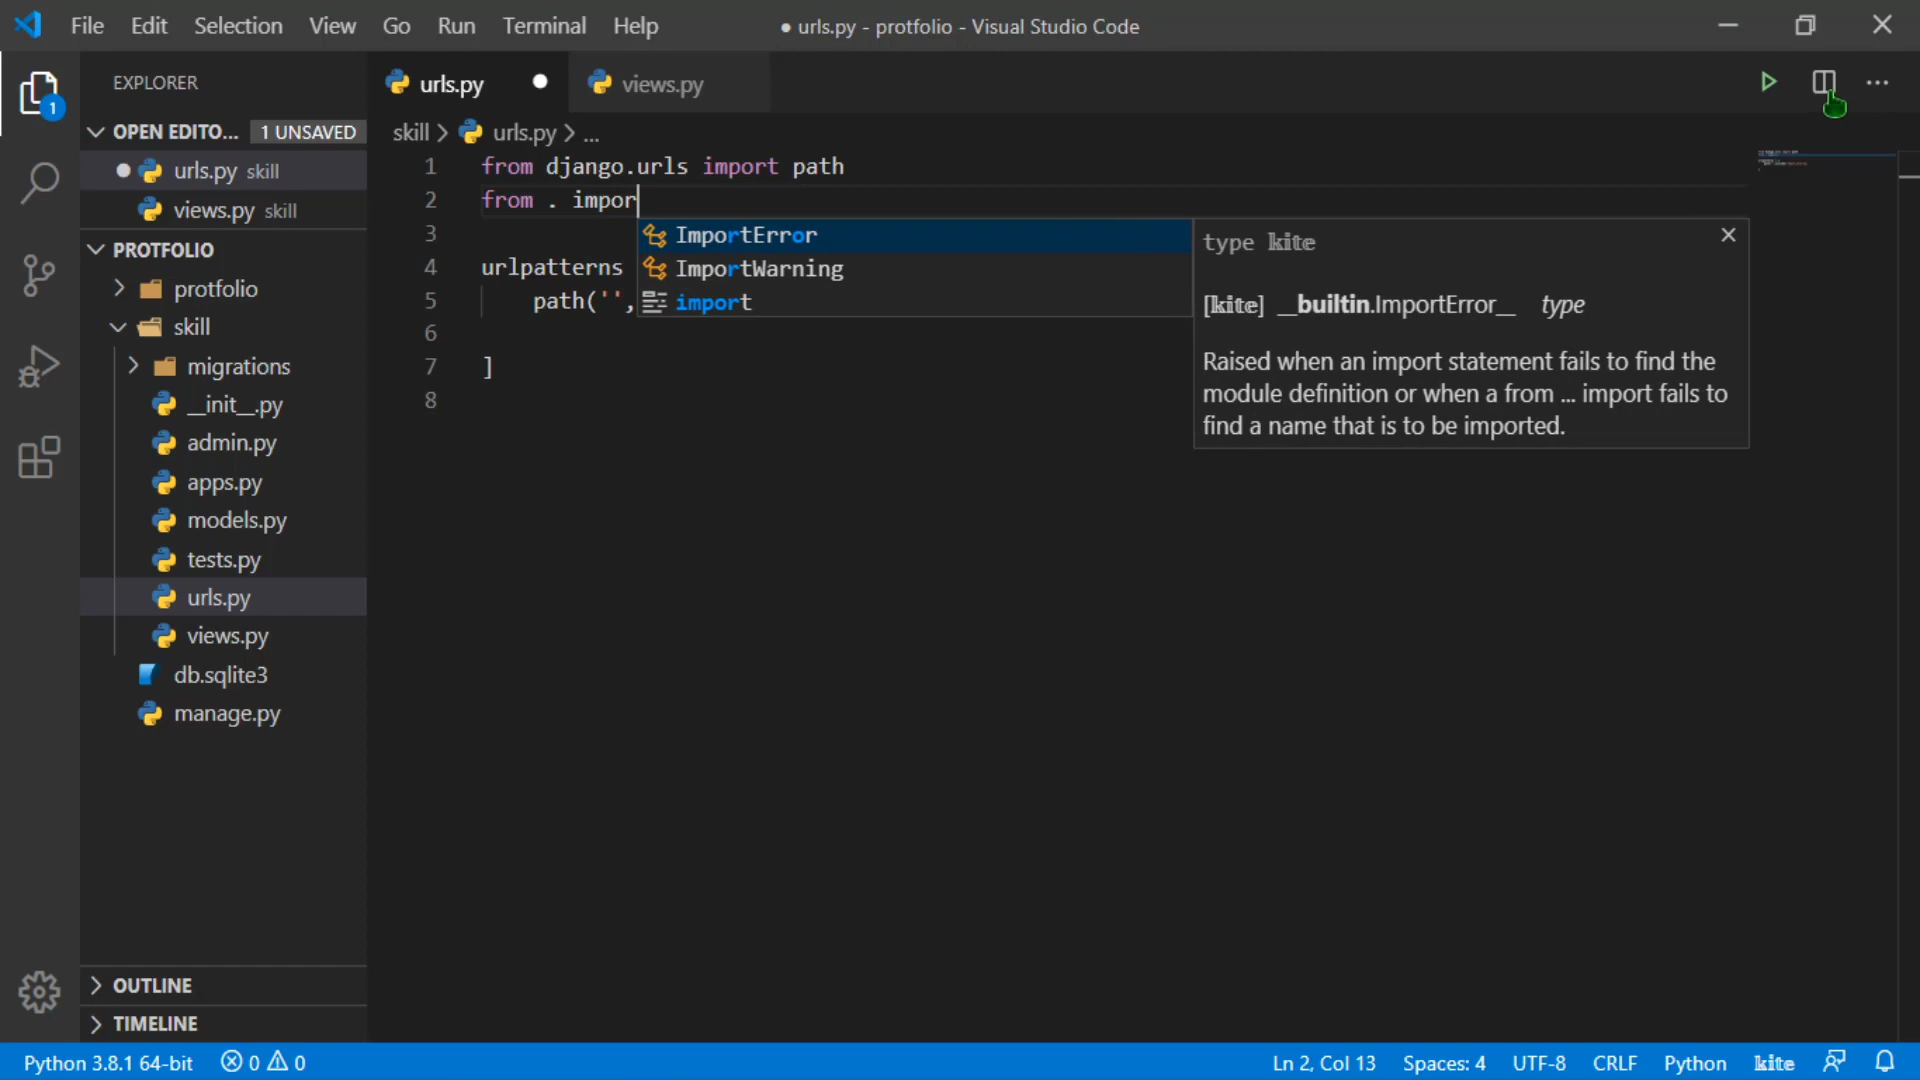 File Edit Selection View Go Run Terminal Help ● urls.py - protfolio - Visual Studio Code
EXPLORER
OPEN EDITO... 1 UNSAVED
urls.py skill
views.py skill
PROTFOLIO
protfolio
skill
migrations
__init__.py
admin.py
apps.py
models.py
tests.py
urls.py
views.py
db.sqlite3
manage.py
OUTLINE
TIMELINE
1
urls.py views.py
skill > urls.py > ...
1 from django.urls import path
2 from . impor
3
4 urlpatterns
5 path('',
6
7 ]
8
ImportError
ImportWarning
import
type kite
[kite] __builtin.ImportError__ type
Raised when an import statement fails to find the
module definition or when a from ... import fails to
find a name that is to be imported.
Python 3.8.1 64-bit 0 0 Ln 2, Col 13 Spaces: 4 UTF-8 CRLF Python kite